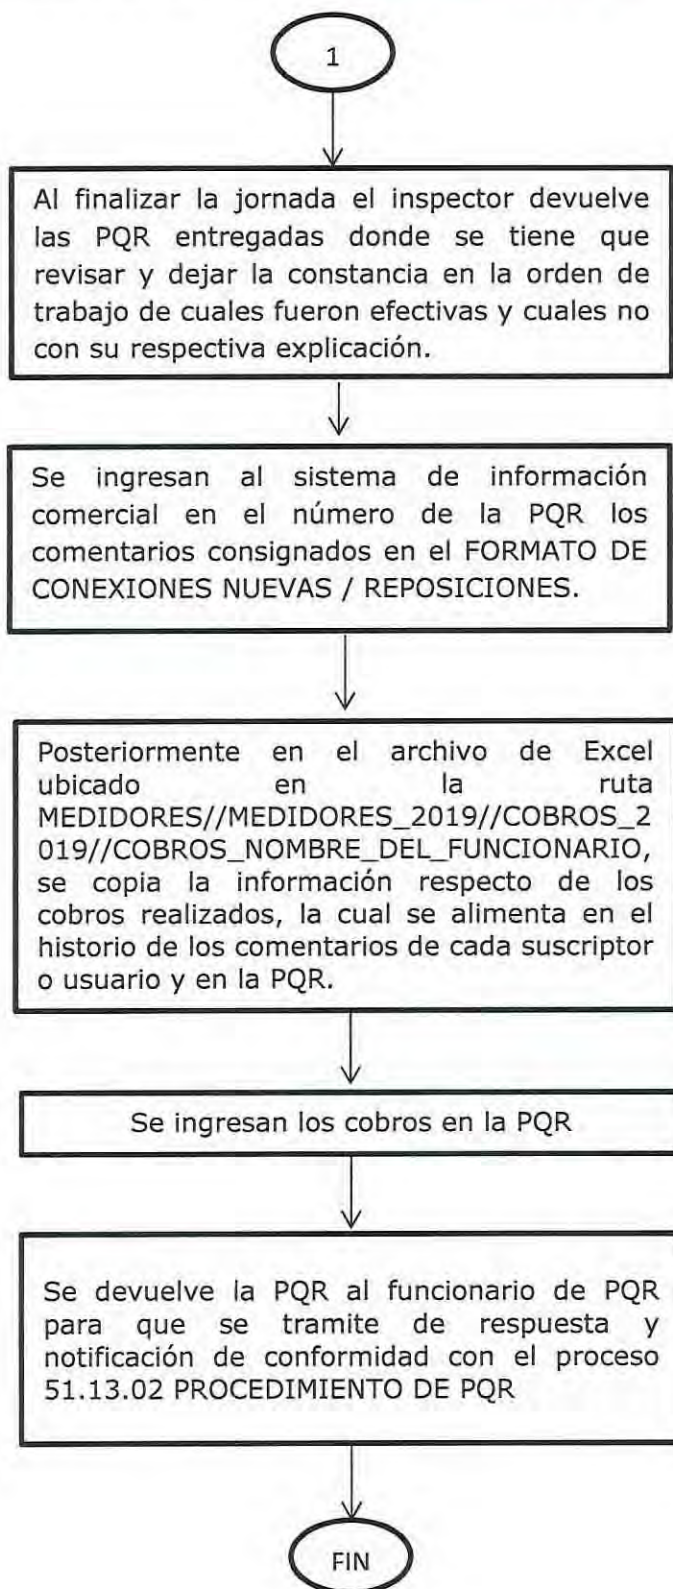 1
Al finalizar la jornada el inspector devuelve
las PQR entregadas donde se tiene que
revisar y dejar la constancia en la orden de
trabajo de cuales fueron efectivas y cuales no
con su respectiva explicación.
Se ingresan al sistema de información
comercial en el número de la PQR los
comentarios consignados en el FORMATO DE
CONEXIONES NUEVAS / REPOSICIONES.
Posteriormente en el archivo de Excel
ubicado en la ruta
MEDIDORES//MEDIDORES_2019//COBROS_2
019//COBROS_NOMBRE_DEL_FUNCIONARIO,
se copia la información respecto de los
cobros realizados, la cual se alimenta en el
historio de los comentarios de cada suscriptor
o usuario y en la PQR.
Se ingresan los cobros en la PQR
Se devuelve la PQR al funcionario de PQR
para que se tramite de respuesta y
notificación de conformidad con el proceso
51.13.02 PROCEDIMIENTO DE PQR
FIN